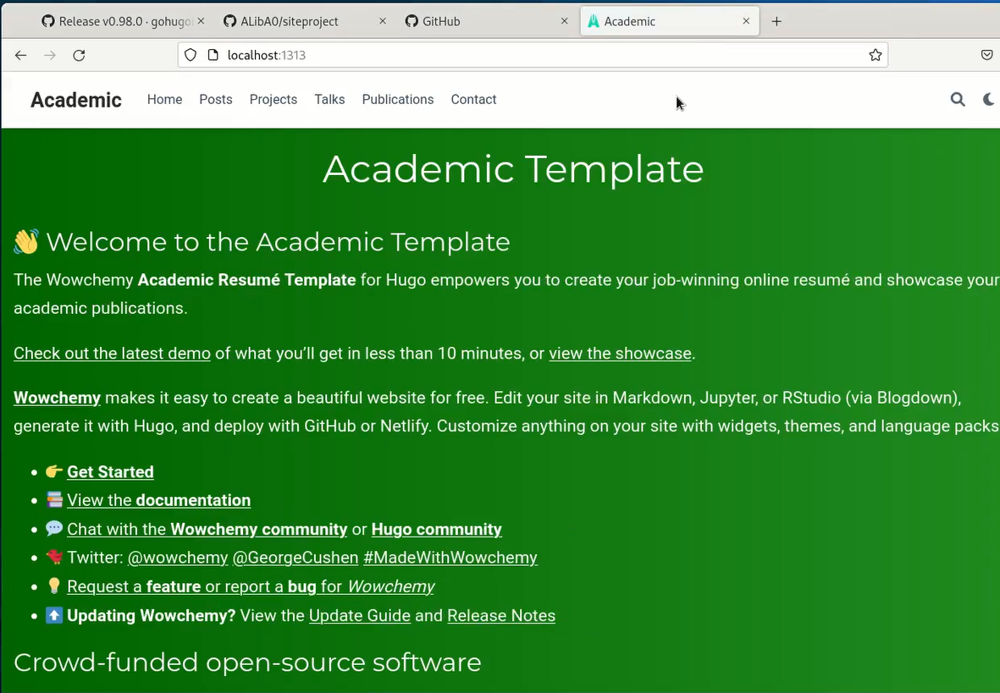 Release v0.98.0 · gohugoi
ALibA0/siteproject
GitHub
Academic
localhost:1313
Academic Home Posts Projects Talks Publications Contact
Academic Template
👋 Welcome to the Academic Template
The Wowchemy Academic Resumé Template for Hugo empowers you to create your job-winning online resumé and showcase your
academic publications.
Check out the latest demo of what you’ll get in less than 10 minutes, or view the showcase.
Wowchemy makes it easy to create a beautiful website for free. Edit your site in Markdown, Jupyter, or RStudio (via Blogdown),
generate it with Hugo, and deploy with GitHub or Netlify. Customize anything on your site with widgets, themes, and language packs
👉 Get Started
📚 View the documentation
💬 Chat with the Wowchemy community or Hugo community
🐦 Twitter: @wowchemy @GeorgeCushen #MadeWithWowchemy
💡 Request a feature or report a bug for Wowchemy
⬆️ Updating Wowchemy? View the Update Guide and Release Notes
Crowd-funded open-source software